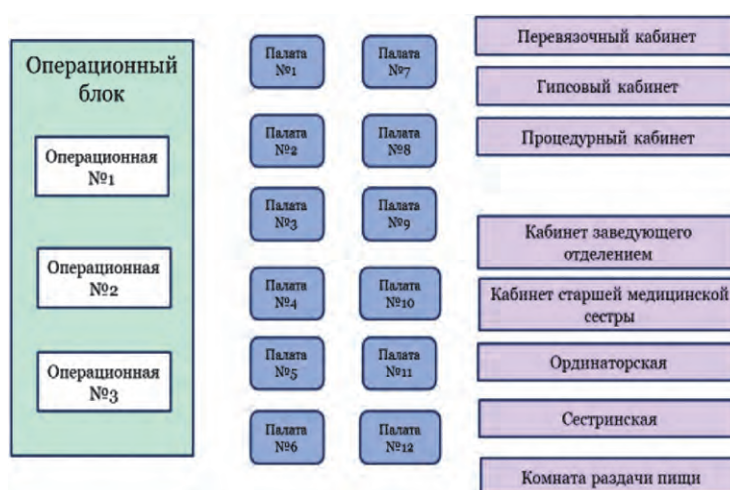 Операционный
блок
Операционная
№1
Операционная
№2
Операционная
№3
Палата
№1
Палата
№2
Палата
№3
Палата
№4
Палата
№5
Палата
№6
Палата
№7
Палата
№8
Палата
№9
Палата
№10
Палата
№11
Палата
№12
Перевязочный кабинет
Гипсовый кабинет
Процедурный кабинет
Кабинет заведующего
отделением
Кабинет старшей медицинской
сестры
Ординаторская
Сестринская
Комната раздачи пищи